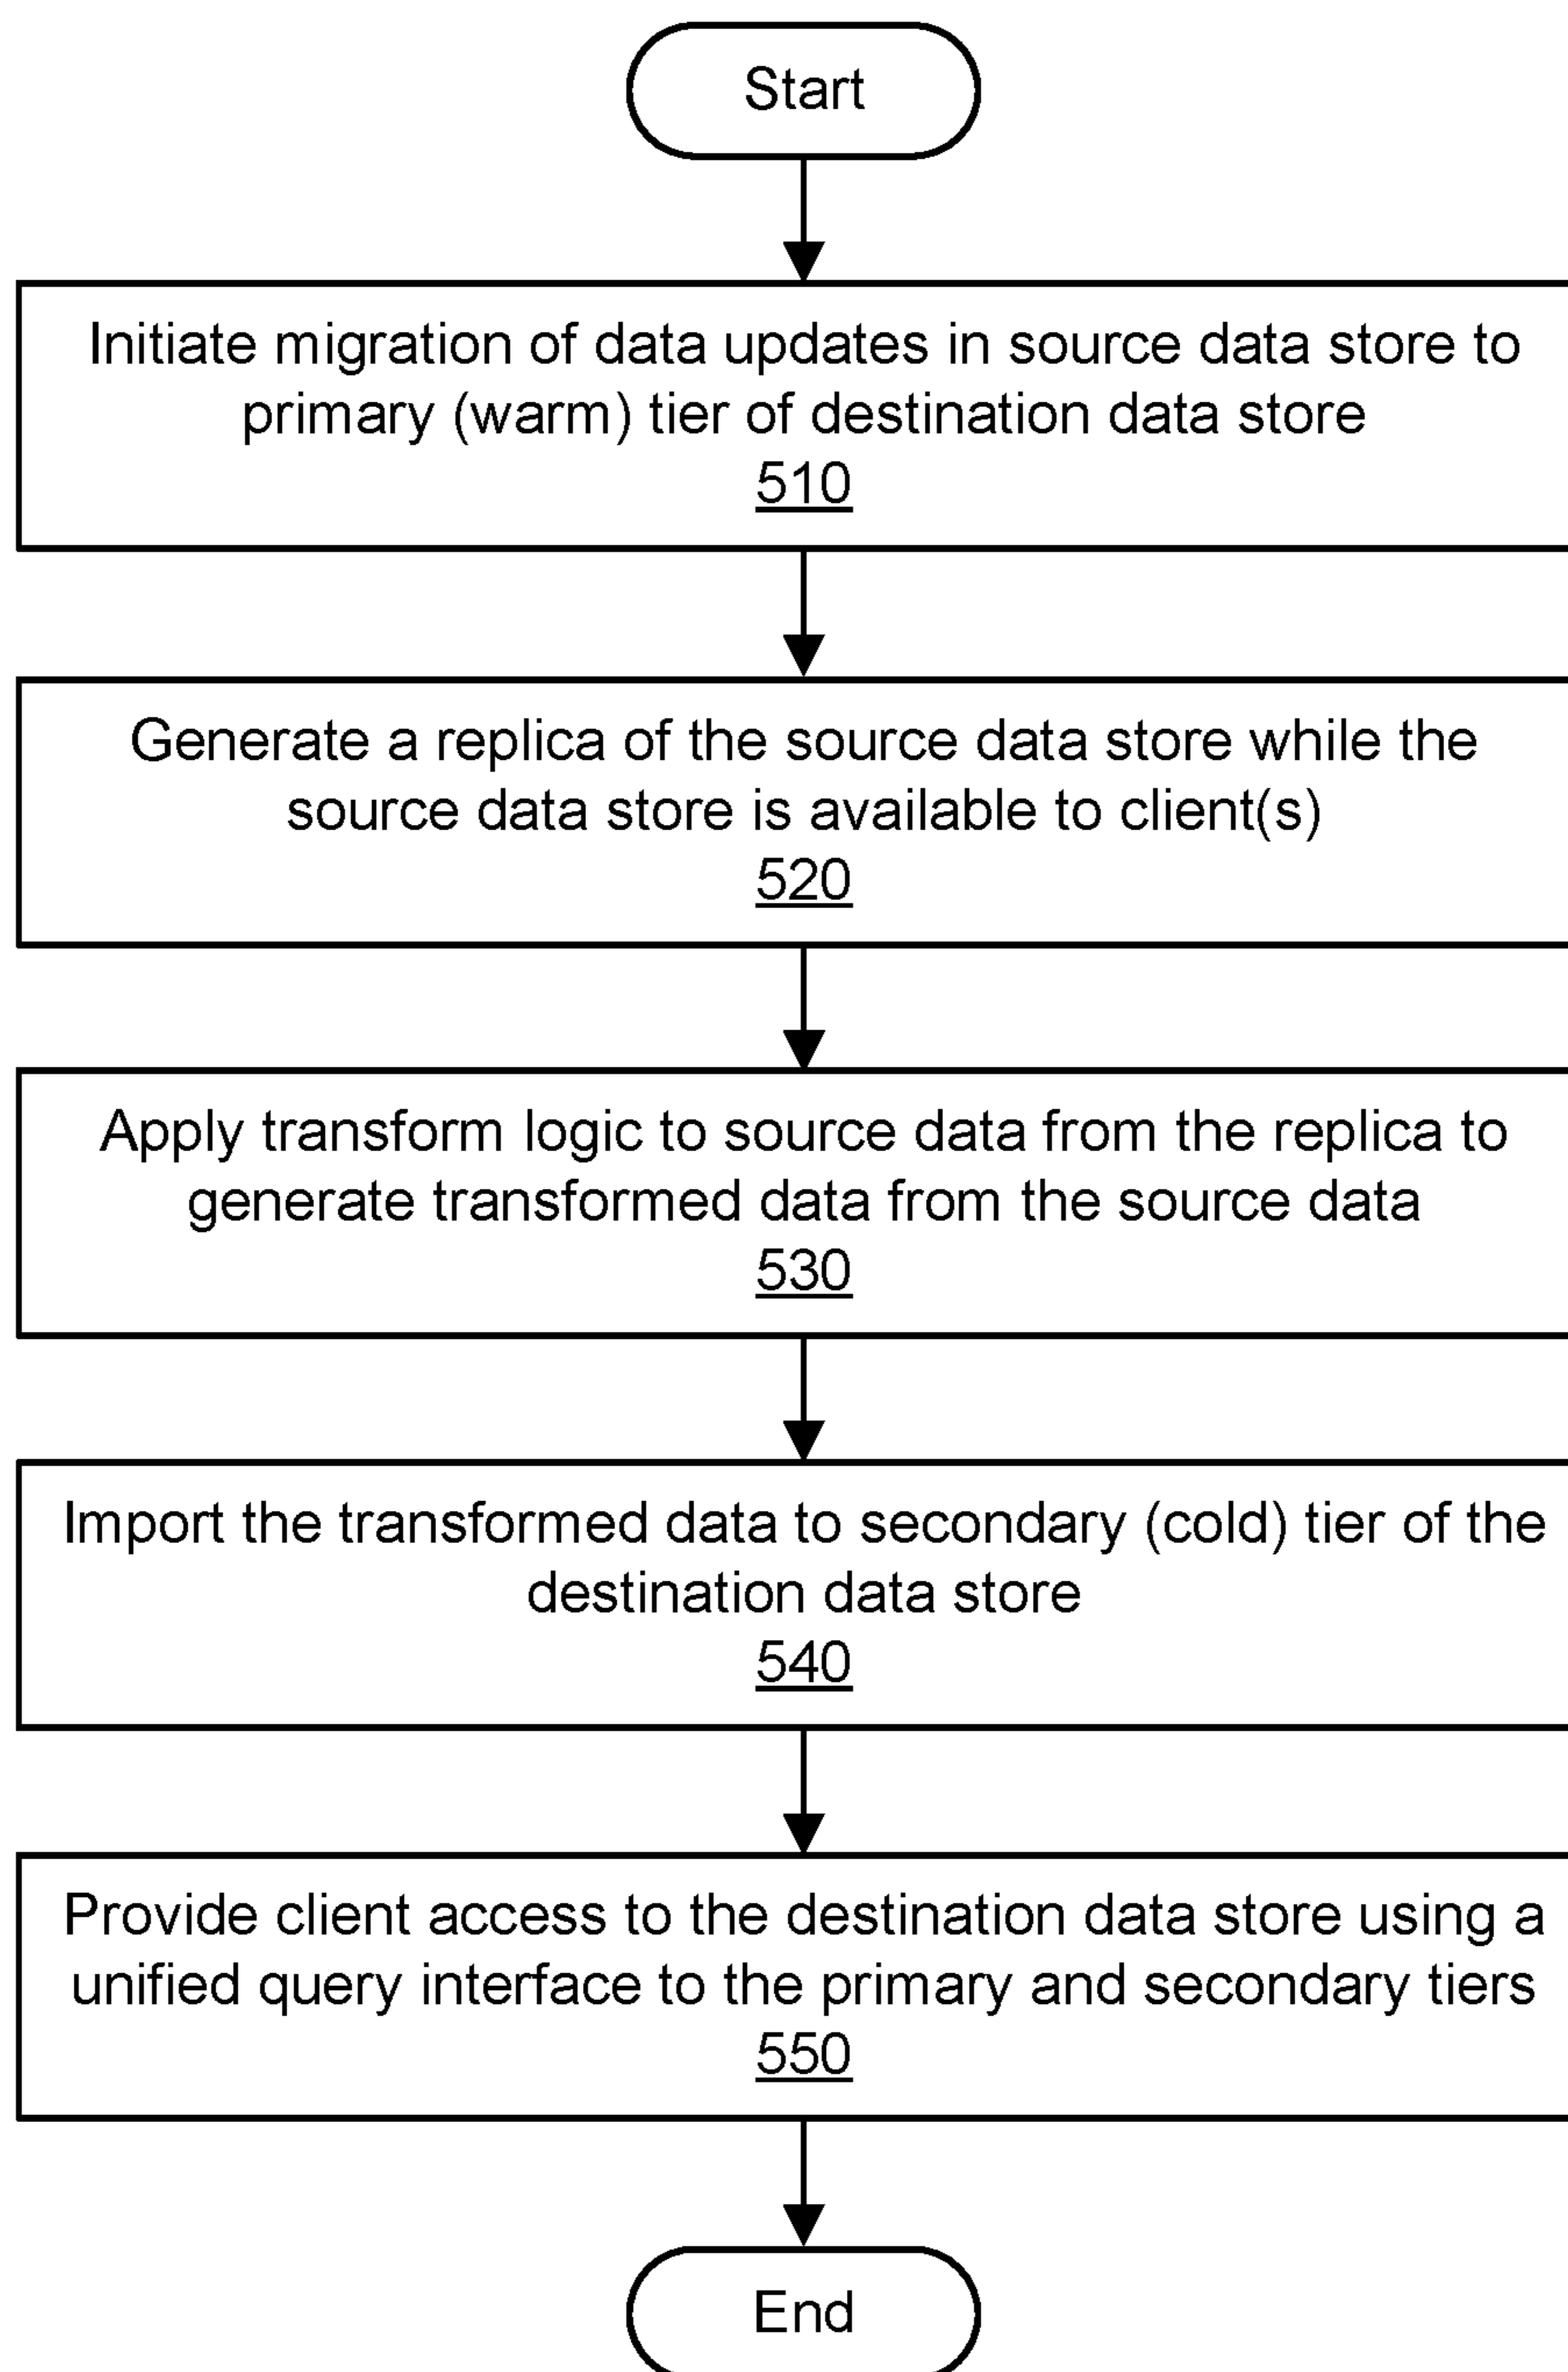 Start
Initiate migration of data updates in source data store to
primary (warm) tier of destination data store
510
Generate a replica of the source data store while the
source data store is available to client(s)
520
Apply transform logic to source data from the replica to
generate transformed data from the source data
530
Import the transformed data to secondary (cold) tier of the
destination data store
540
Provide client access to the destination data store using a
unified query interface to the primary and secondary tiers
550
End